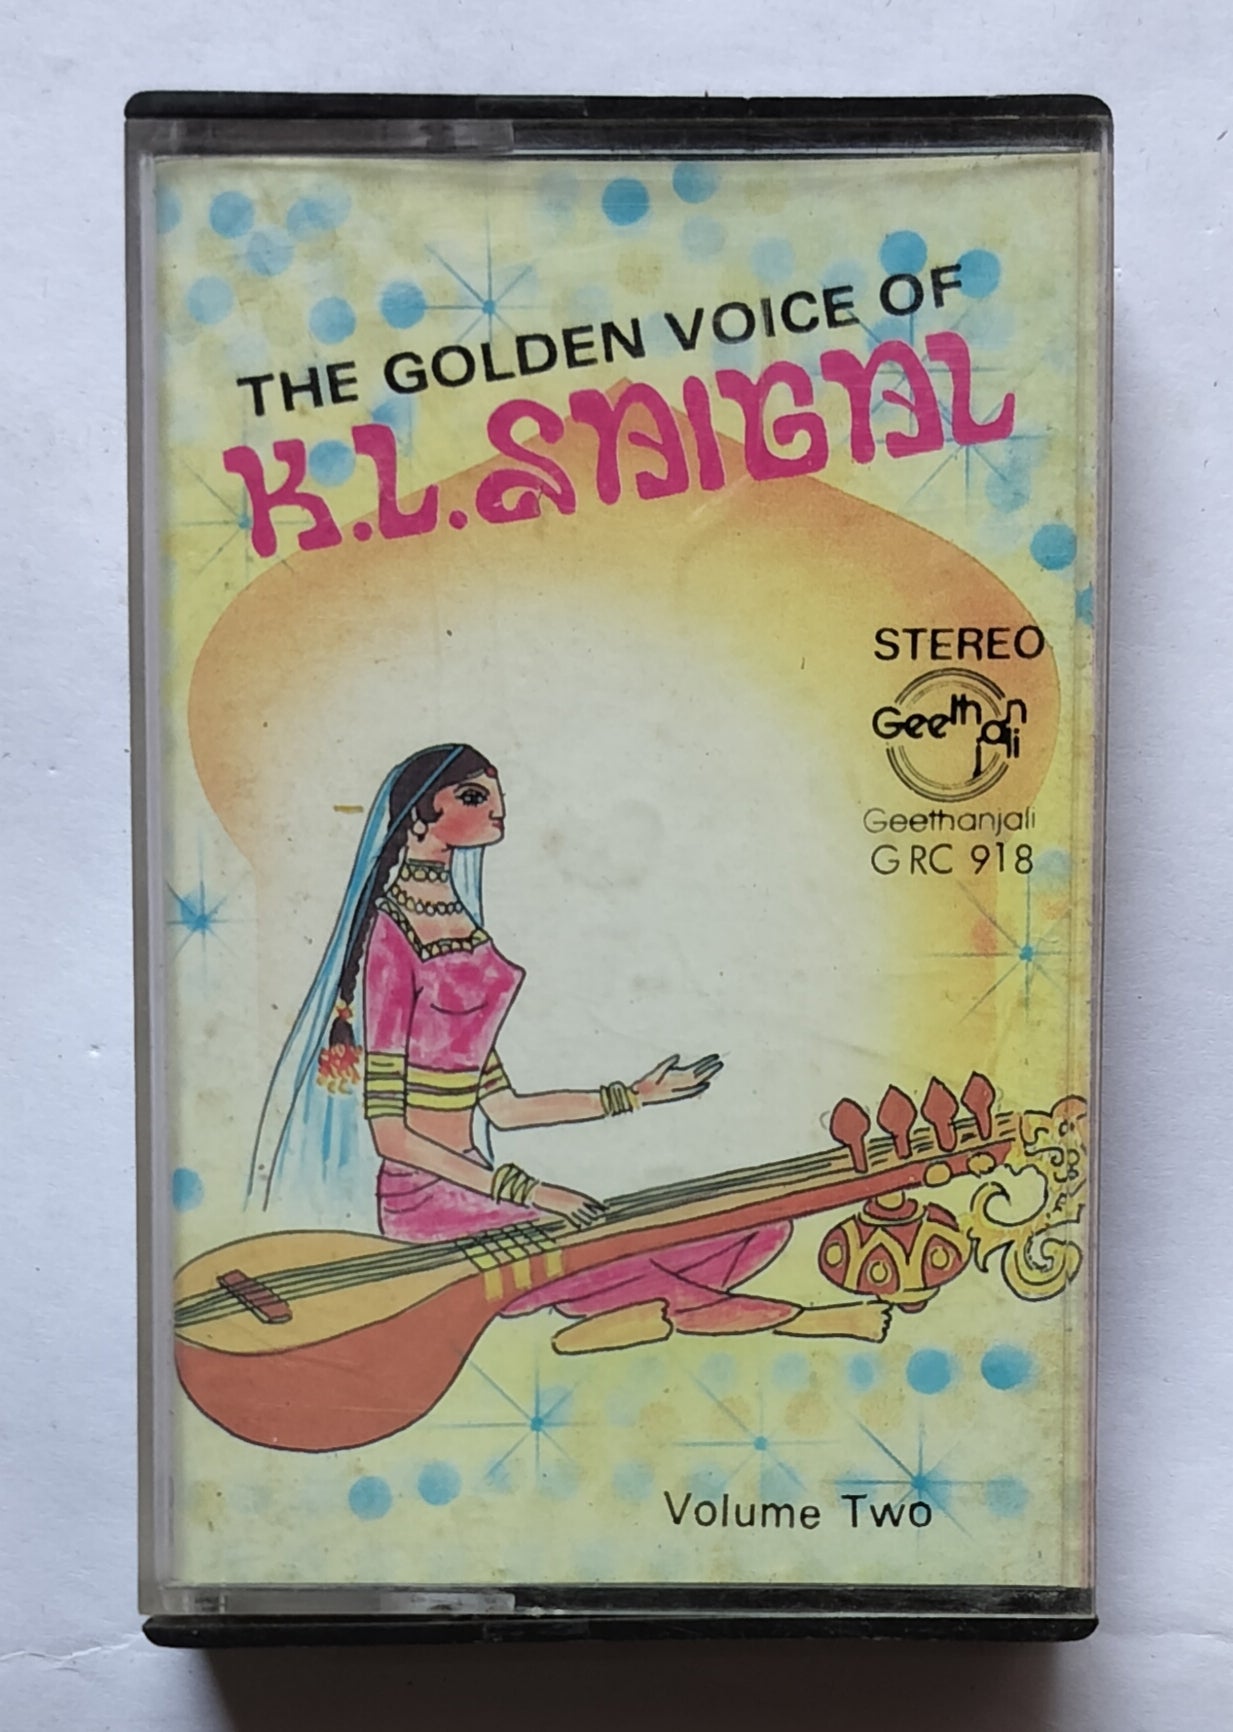 THE GOLDEN VOICE OF
K.L.SAIGAL
STEREO
Geethanjali
Geethanjali
GRC 918
Volume Two